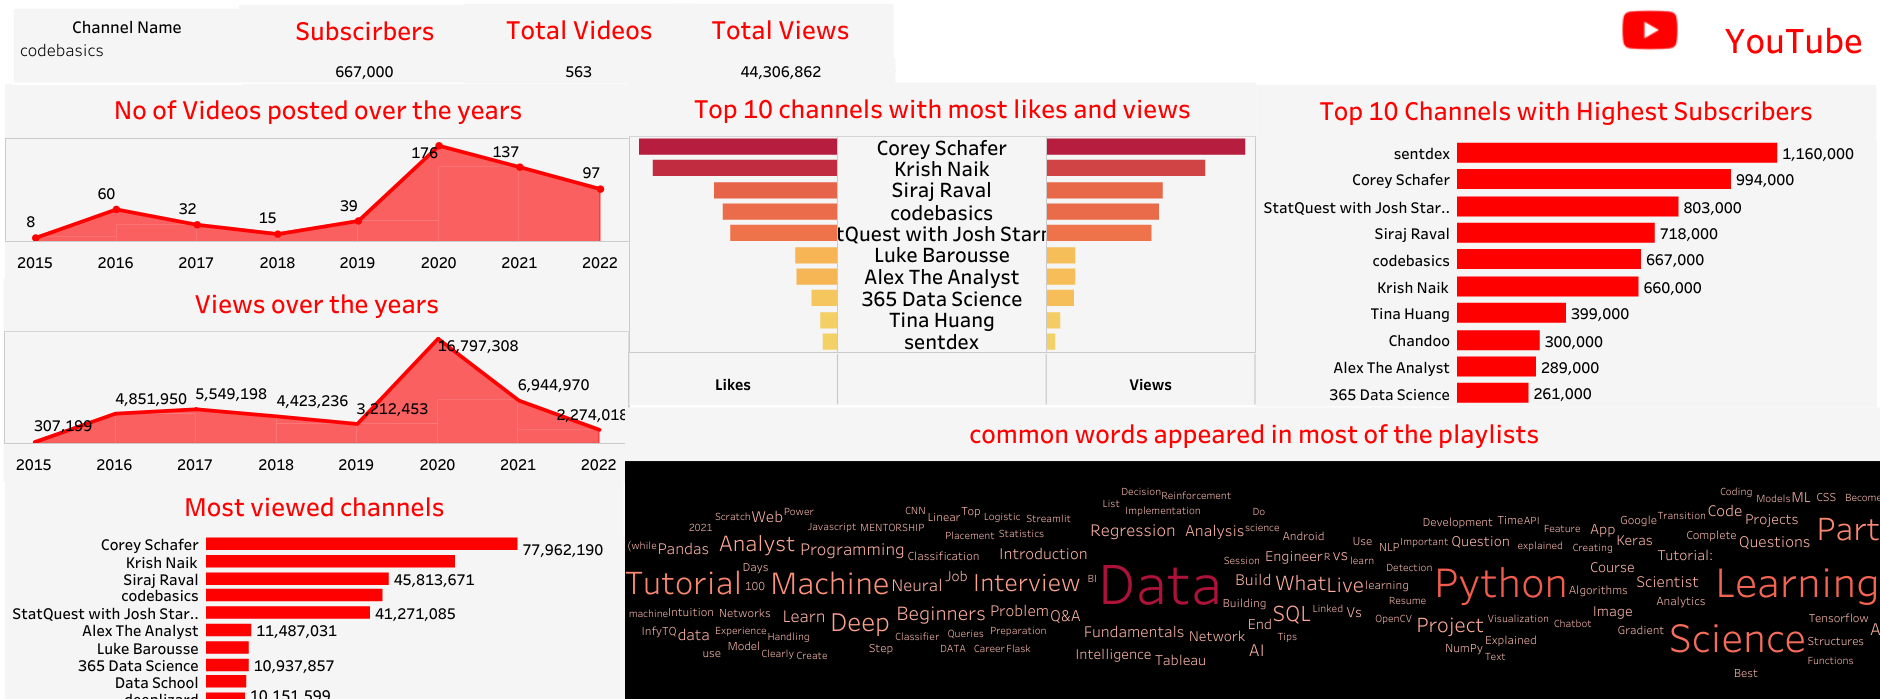 Channel Name
codebasics
Subscirbers
667,000
Total Videos
563
Total Views
44,306,862
YouTube
No of Videos posted over the years
8
60
32
15
39
176
137
97
2015 2016 2017 2018 2019 2020 2021 2022
Views over the years
307,199
4,851,950
5,549,198
4,423,236
3,212,453
16,797,308
6,944,970
2,274,018
2015 2016 2017 2018 2019 2020 2021 2022
Most viewed channels
Corey Schafer 77,962,190
Krish Naik
Siraj Raval 45,813,671
codebasics
StatQuest with Josh Star.. 41,271,085
Alex The Analyst 11,487,031
Luke Barousse
365 Data Science 10,937,857
Data School
deeplizard 10,151,599
Top 10 channels with most likes and views
Corey Schafer
Krish Naik
Siraj Raval
codebasics
tQuest with Josh Starr
Luke Barousse
Alex The Analyst
365 Data Science
Tina Huang
sentdex
Likes Views
Top 10 Channels with Highest Subscribers
sentdex 1,160,000
Corey Schafer 994,000
StatQuest with Josh Star.. 803,000
Siraj Raval 718,000
codebasics 667,000
Krish Naik 660,000
Tina Huang 399,000
Chandoo 300,000
Alex The Analyst 289,000
365 Data Science 261,000
common words appeared in most of the playlists
Decision Reinforcement Coding Models ML CSS Become
List Implementation
Scratch Web Power CNN Linear Top Logistic Streamlit Do Google Transition Code Projects
2021 Javascript MENTORSHIP Placement Statistics Regression Analysis science Android Development Time API Feature App Complete Part
(while Pandas Analyst Programming Classification Introduction Session Engineer R VS learn Use NLP Important Question explained Creating Keras Tutorial: Questions
Tutorial Days 100 Machine Neural Job Interview BI Data Build What Live learning Detection Python Course Algorithms Scientist Learning
machine Intuition Networks Learn Deep Beginners Problem Q&A Building SQL Linked Vs Resume Analytics
InfyTQ data Experience Handling Classifier Queries Preparation Fundamentals Network End Tips OpenCV Project Visualization Chatbot Image Gradient Science Tensorflow A
use Model Clearly Create Step DATA Career Flask Intelligence Tableau AI NumPy Explained Text Structures
Best Functions